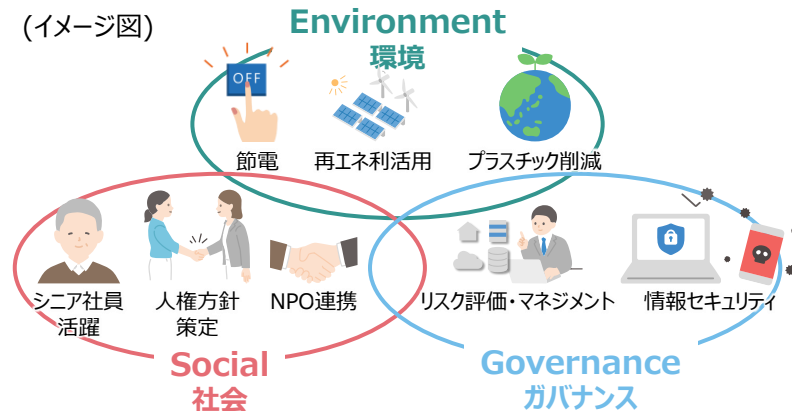 (イメージ図)
Environment
環境
OFF
節電
再エネ利活用
プラスチック削減
シニア社員
活躍
人権方針
策定
NPO連携
リスク評価・マネジメント
情報セキュリティ
Social
社会
Governance
ガバナンス